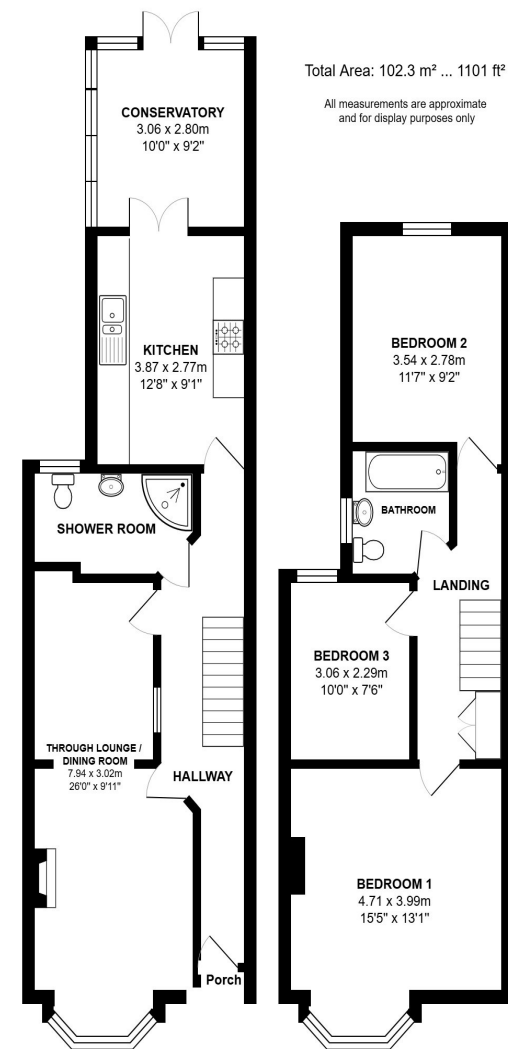 Total Area: 102.3 m² ... 1101 ft²
All measurements are approximate
and for display purposes only
CONSERVATORY
3.06 x 2.80m
10'0" x 9'2"
KITCHEN
3.87 x 2.77m
12'8" x 9'1"
SHOWER ROOM
THROUGH LOUNGE /
DINING ROOM
7.94 x 3.02m
26'0" x 9'11"
HALLWAY
Porch
BEDROOM 2
3.54 x 2.78m
11'7" x 9'2"
BATHROOM
LANDING
BEDROOM 3
3.06 x 2.29m
10'0" x 7'6"
BEDROOM 1
4.71 x 3.99m
15'5" x 13'1"